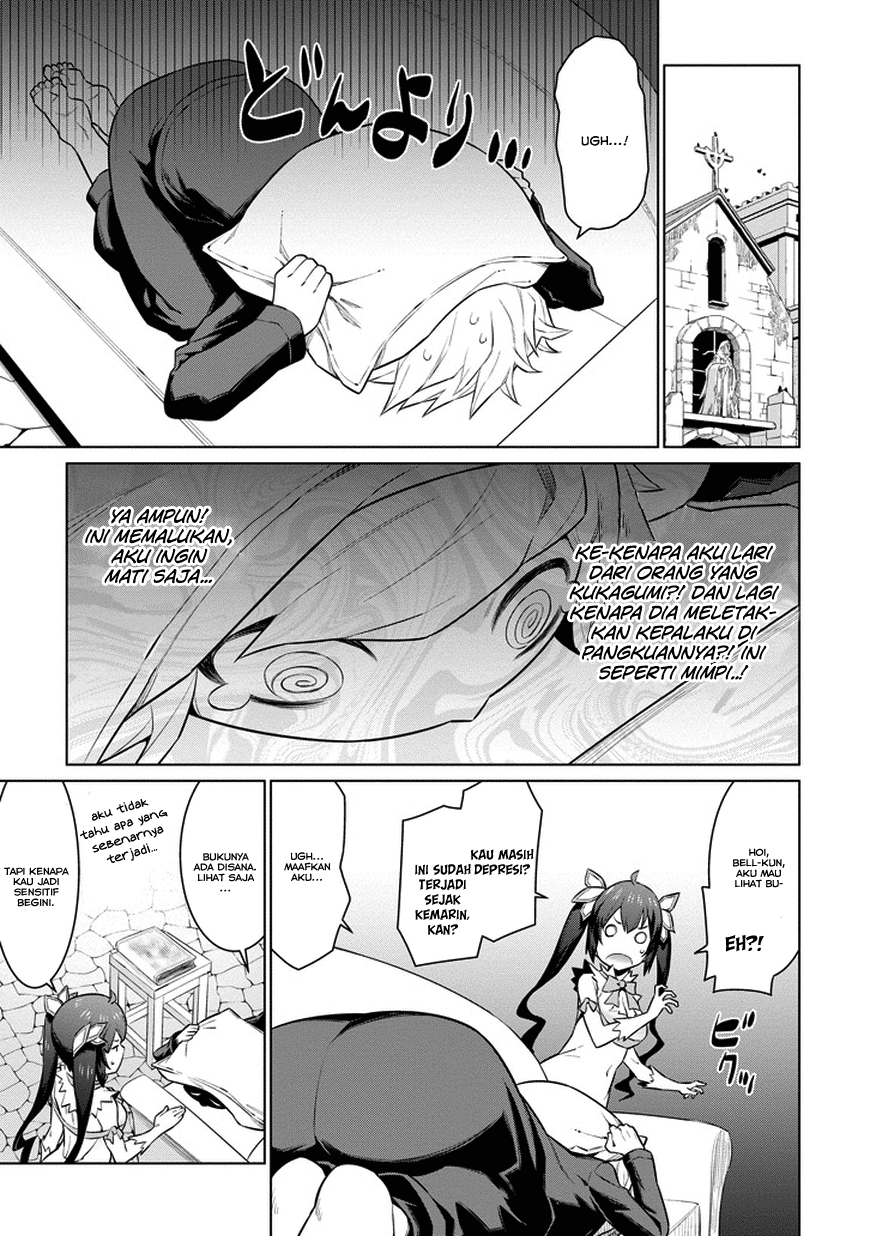 UGH...!
どんより
KE-KENAPA AKU LARI
DARI ORANG YANG
KUKAGUMI?! DAN LAGI
KENAPA DIA MELETAK-
KAN KEPALAKU DI
PANGKUANNYA?! INI
SEPERTI MIMPI..!
YA AMPUN!
INI MEMALUKAN,
AKU INGIN
MATI SAJA...
HOI,
BELL-KUN,
AKU MAU
LIHAT BU-
EH?!
ビクッ
KAU MASIH
DEPRESI?
INI SUDAH
TERJADI
SEJAK
KEMARIN,
KAN?
UGH...
MAAFKAN
AKU...
BUKUNYA
ADA DISANA.
LIHAT SAJA
...
aku tidak
tahu apa yang
sebenarnya
terjadi...
TAPI KENAPA
KAU JADI
SENSITIF
BEGINI.